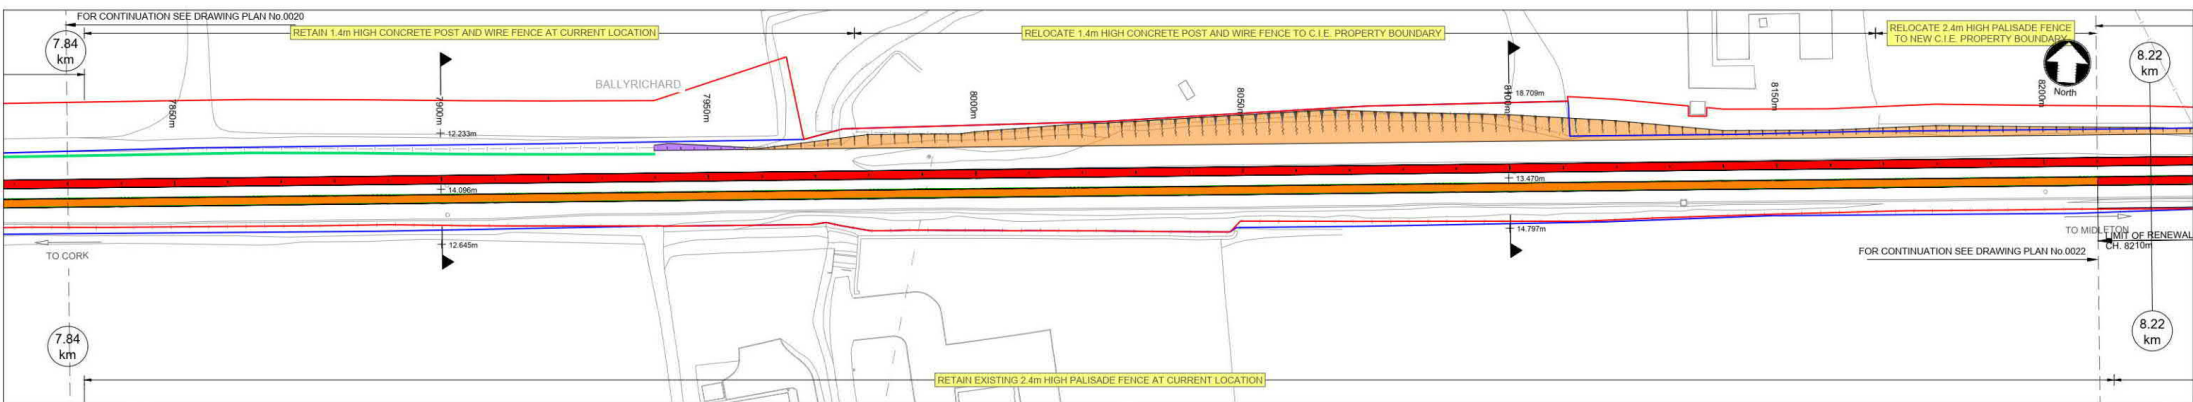 FOR CONTINUATION SEE DRAWING PLAN No.0020
7.84
km
RETAIN 1.4m HIGH CONCRETE POST AND WIRE FENCE AT CURRENT LOCATION
RELOCATE 1.4m HIGH CONCRETE POST AND WIRE FENCE TO C.I.E. PROPERTY BOUNDARY
RELOCATE 2.4m HIGH PALISADE FENCE
TO NEW C.I.E. PROPERTY BOUNDARY
8.22
km
North
BALLYRICHARD
7850m
7900m
7950m
8000m
8050m
8100m
8150m
8200m
12.233m
18.709m
14.096m
13.470m
12.645m
14.797m
TO CORK
TO MIDLETON
LIMIT OF RENEWAL
CH. 8210m
FOR CONTINUATION SEE DRAWING PLAN No.0022
7.84
km
8.22
km
RETAIN EXISTING 2.4m HIGH PALISADE FENCE AT CURRENT LOCATION